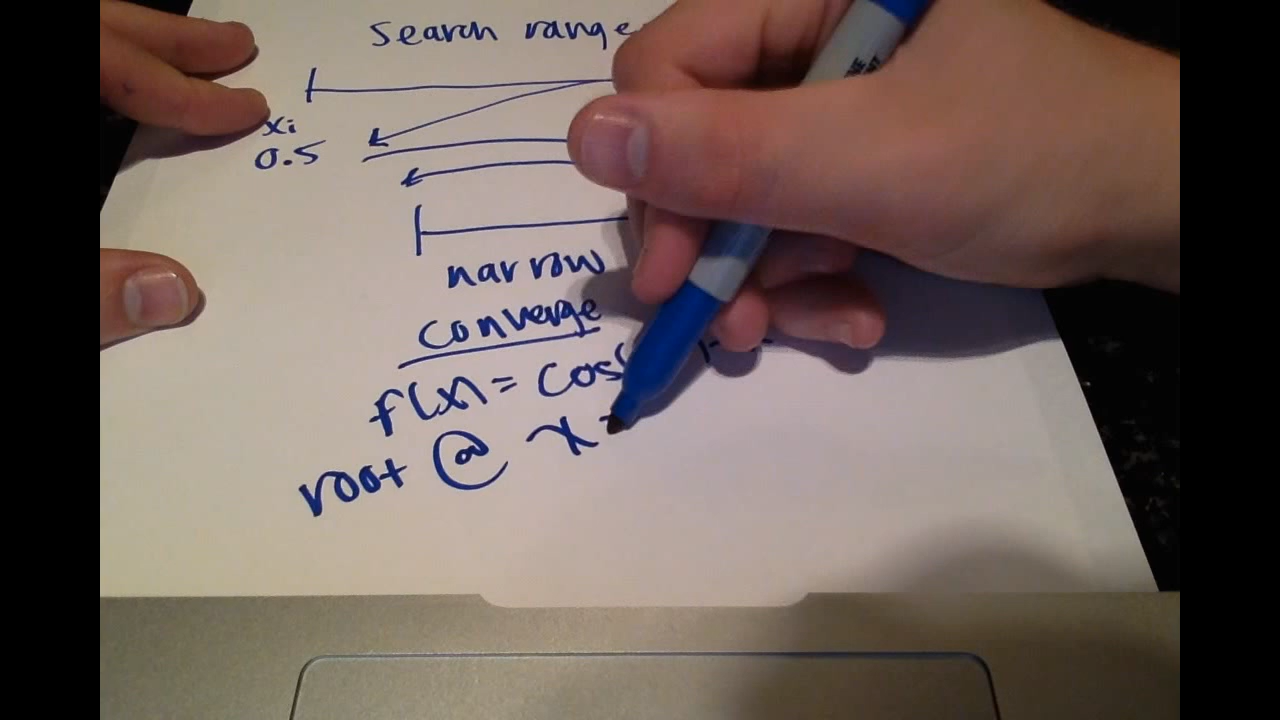 search range
xi
0.5
narrow
converge
f(x) = cos(
root @ x =